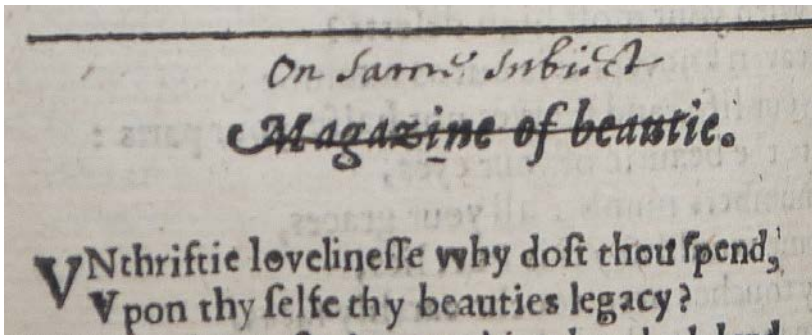 On Same Subiect
Magazine of beautie.
VNthriftie lovelinesse why dost thou spend,
Vpon thy selfe thy beauties legacy?